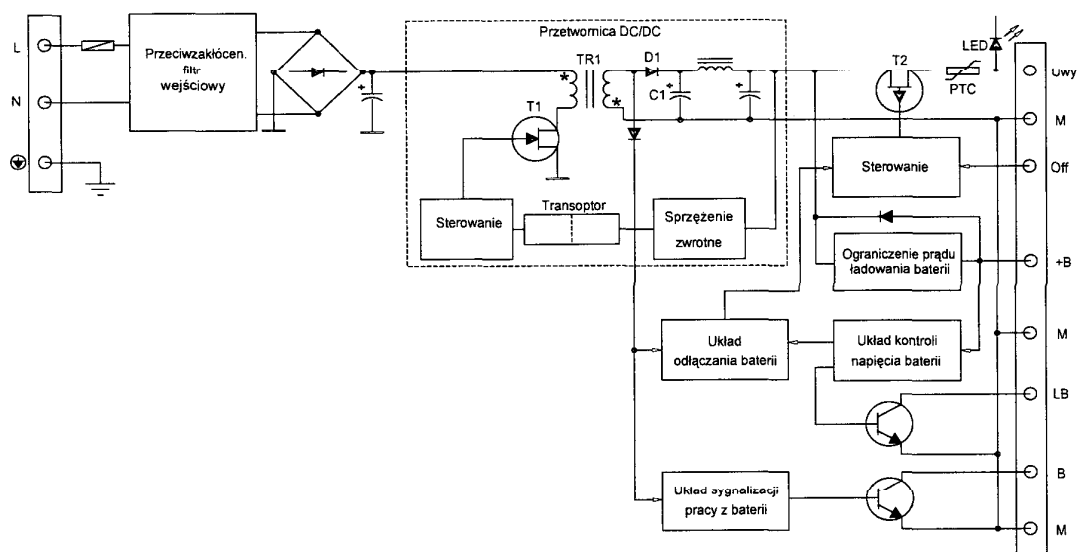 Przetwornica DC/DC
L
N
Przeciwzakłócen.
filtr
wejściowy
+
TR1
*
*
D1
C1
+
+
T1
T2
LED
PTC
Uwy
M
Off
+B
M
LB
B
M
Sterowanie
Transoptor
Sprzężenie
zwrotne
Sterowanie
Ograniczenie prądu
ładowania baterii
Układ
odłączania baterii
Układ kontroli
napięcia baterii
Układ sygnalizacji
pracy z baterii